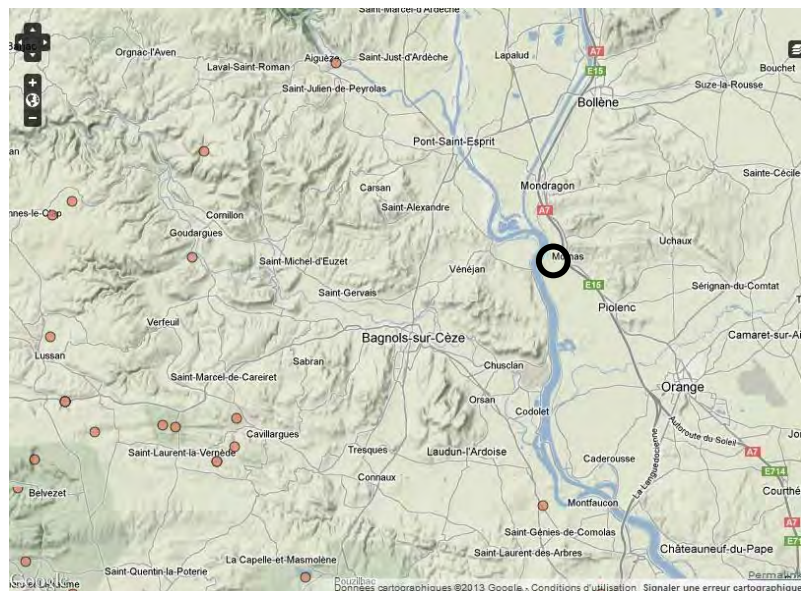 Saint-Marcel-d'Ardèche
Orgnac-l'Aven
Aiguèze
Saint-Just-d'Ardèche
Lapalud
A7
E15
Bouchet
Laval-Saint-Roman
Saint-Julien-de-Peyrolas
Suze-la-Rousse
Bollène
Pont-Saint-Esprit
Sainte-Cécile
Carsan
Mondragon
Saint-Alexandre
A7
Cornillon
Goudargues
Uchaux
Saint-Michel-d'Euzet
Vénéjan
E15
Sérignan-du-Comtat
Saint-Gervais
Piolenc
Verfeuil
Bagnols-sur-Cèze
Camaret-sur-Ai
Lussan
Sabran
Chusclan
Saint-Marcel-de-Careiret
Orange
Orsan
Codolet
Autoroute du Soleil
Cavillargues
Saint-Laurent-la-Vernède
Tresques
Laudun-l'Ardoise
Caderousse
A7
E714
La Languedocienne
Connaux
Courthé
Belvezet
Montfaucon
A7
E15
Saint-Génies-de-Comolas
Saint-Laurent-des-Arbres
Châteauneuf-du-Pape
La Capelle-et-Masmolène
Saint-Quentin-la-Poterie
Pouzilhac
Permalink
Données cartographiques ©2013 Google - Conditions d'utilisation Signaler une erreur cartographique